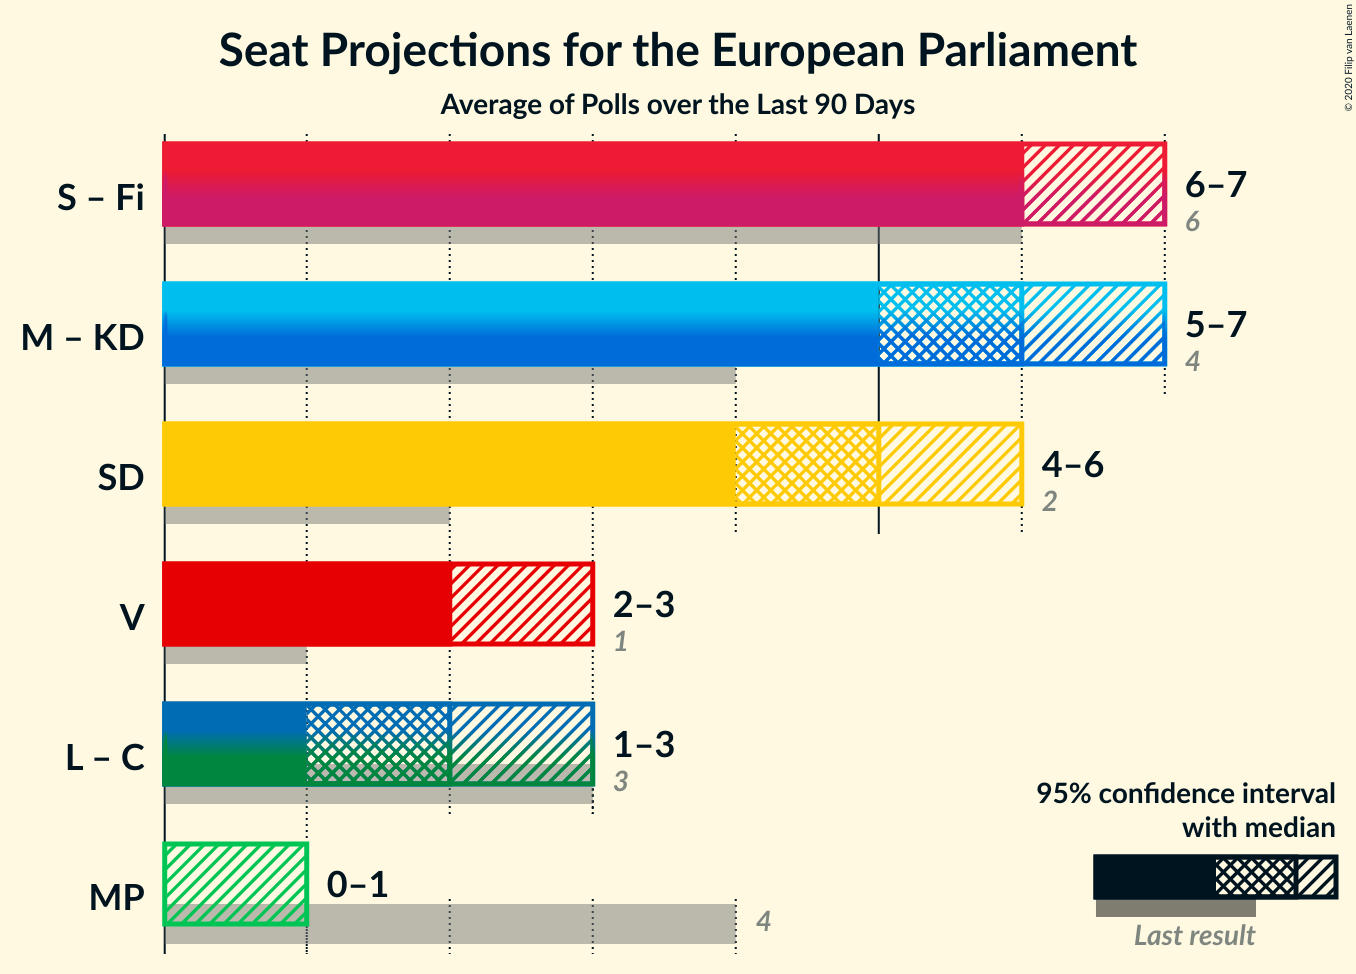 Seat Projections for the European Parliament
Average of Polls over the Last 90 Days
© 2020 Filip van Laenen
S – Fi
6–7
6
M – KD
5–7
4
SD
4–6
2
V
2–3
1
L – C
1–3
3
MP
0–1
4
95% confidence interval
with median
Last result